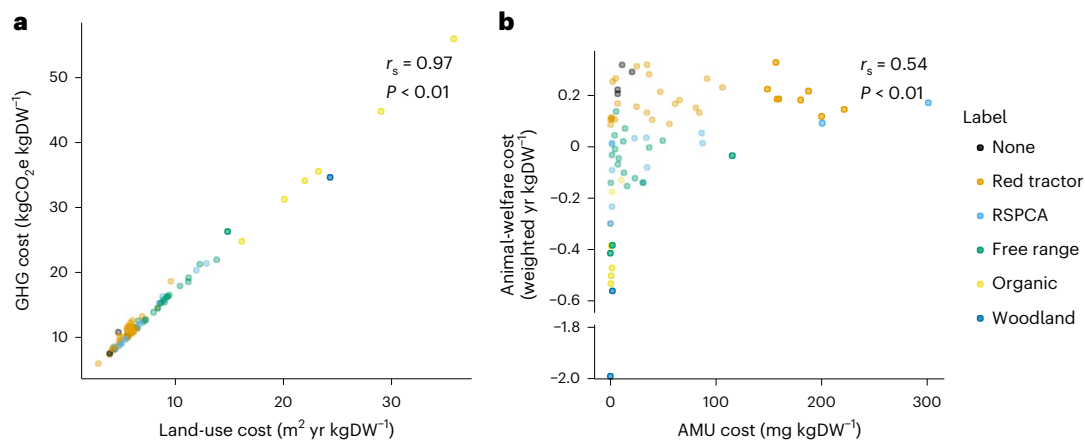 a
GHG cost (kgCO₂e kgDW⁻¹)
50
40
30
20
10
10
20
30
Land-use cost (m² yr kgDW⁻¹)
rₛ = 0.97
P < 0.01
b
Animal-welfare cost
(weighted yr kgDW⁻¹)
0.2
0
−0.2
−0.4
−0.6
−1.8
−2.0
0
100
200
300
AMU cost (mg kgDW⁻¹)
rₛ = 0.54
P < 0.01
Label
None
Red tractor
RSPCA
Free range
Organic
Woodland